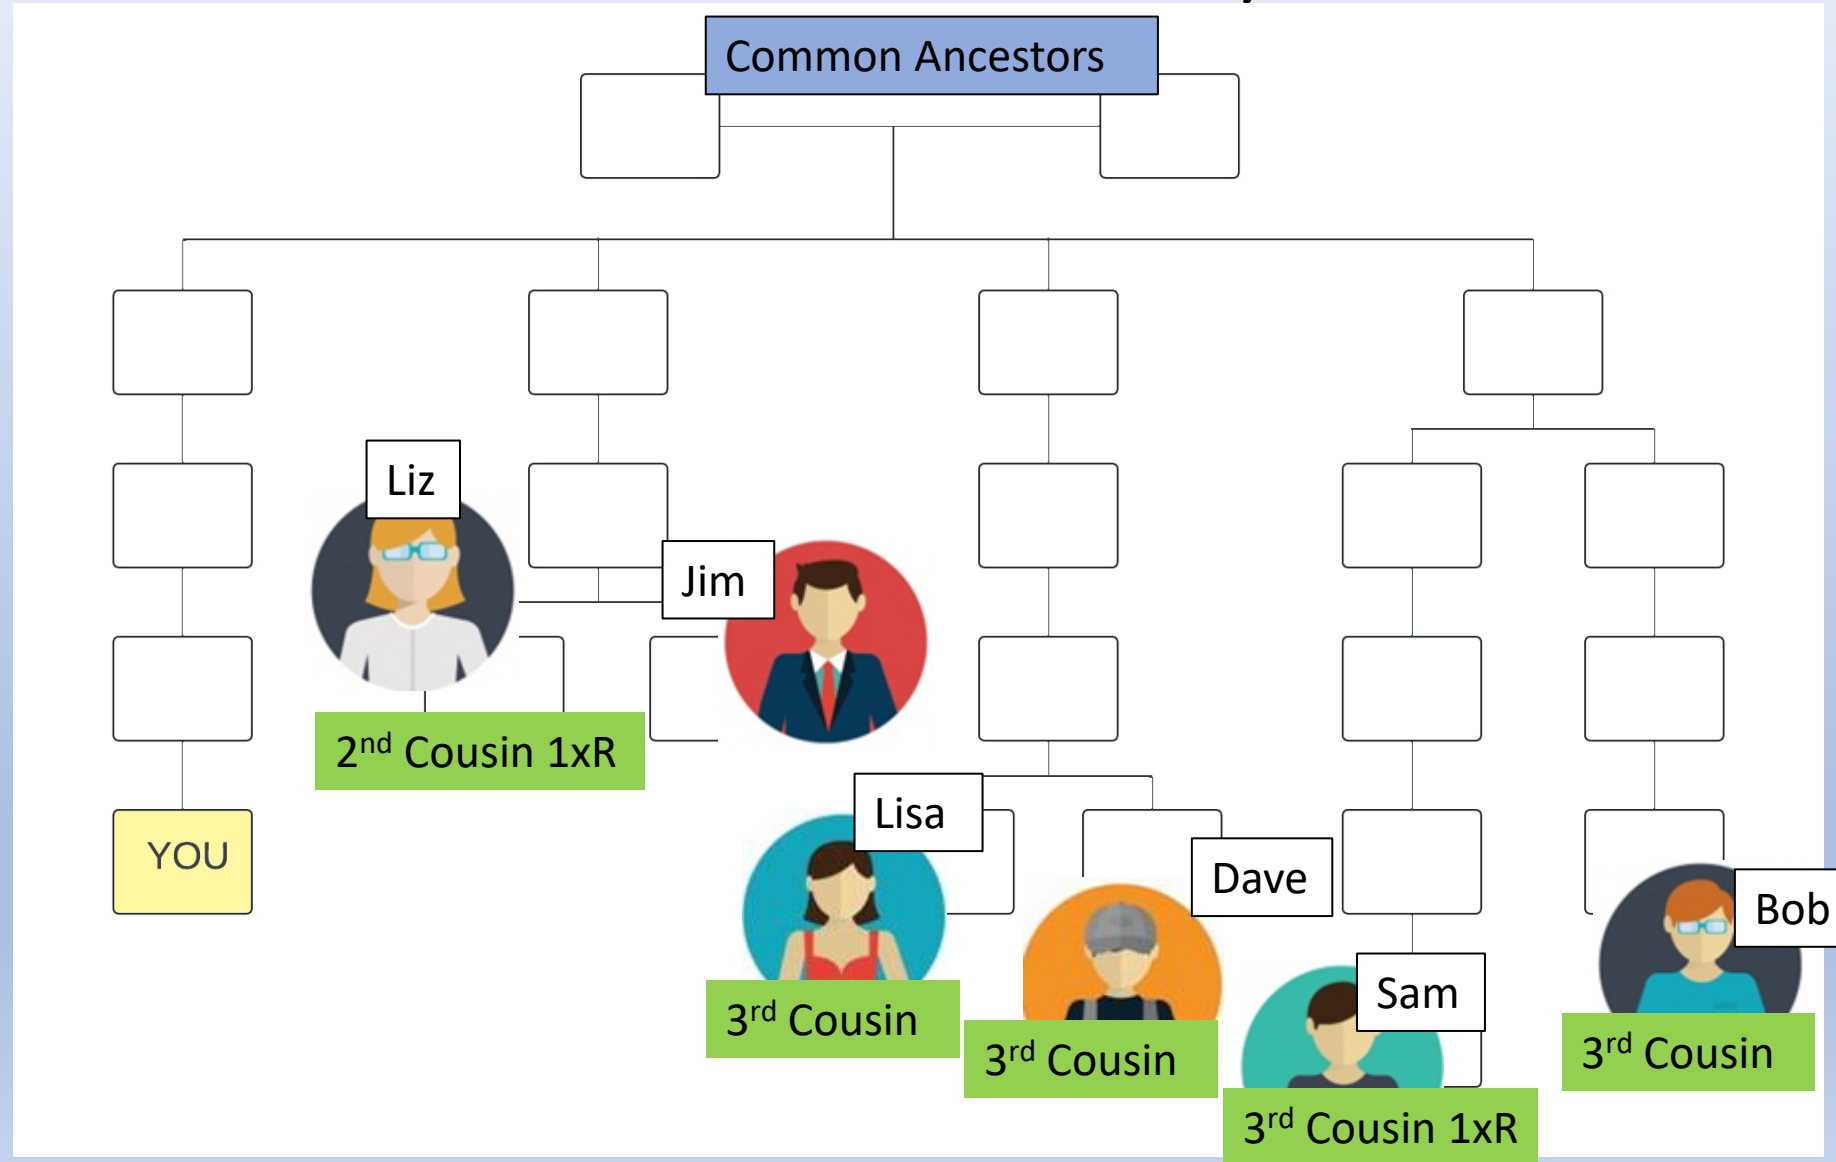 Common Ancestors
Liz
Jim
2nd Cousin 1xR
Lisa
YOU
Dave
Bob
Sam
3rd Cousin
3rd Cousin
3rd Cousin
3rd Cousin 1xR